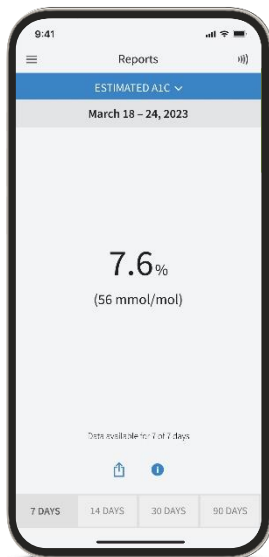 9:41
Reports
ESTIMATED A1C
March 18 – 24, 2023
7.6%
(56 mmol/mol)
Data available for 7 of 7 days
7 DAYS
14 DAYS
30 DAYS
90 DAYS